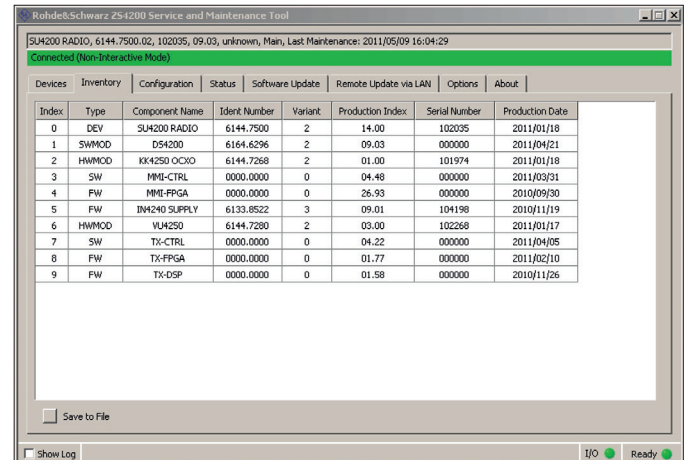 Rohde&Schwarz ZS4200 Service and Maintenance Tool
SU4200 RADIO, 6144.7500.02, 102035, 09.03, unknown, Main, Last Maintenance: 2011/05/09 16:04:29
Connected (Non-Interactive Mode)
Devices Inventory Configuration Status Software Update Remote Update via LAN Options About
Index Type Component Name Ident Number Variant Production Index Serial Number Production Date
0 DEV SU4200 RADIO 6144.7500 2 14.00 102035 2011/01/18
1 SWMOD DS4200 6164.6296 2 09.03 000000 2011/04/21
2 HWMOD KK4250 OCXO 6144.7268 2 01.00 101974 2011/01/18
3 SW MMI-CTRL 0000.0000 0 04.48 000000 2011/03/31
4 FW MMI-FPGA 0000.0000 0 26.93 000000 2010/09/30
5 FW IN4240 SUPPLY 6133.8522 3 09.01 104198 2010/11/19
6 HWMOD VU4250 6144.7280 2 03.00 102268 2011/01/17
7 SW TX-CTRL 0000.0000 0 04.22 000000 2011/04/05
8 FW TX-FPGA 0000.0000 0 01.77 000000 2011/02/10
9 FW TX-DSP 0000.0000 0 01.58 000000 2010/11/26
Save to File
Show Log I/O Ready